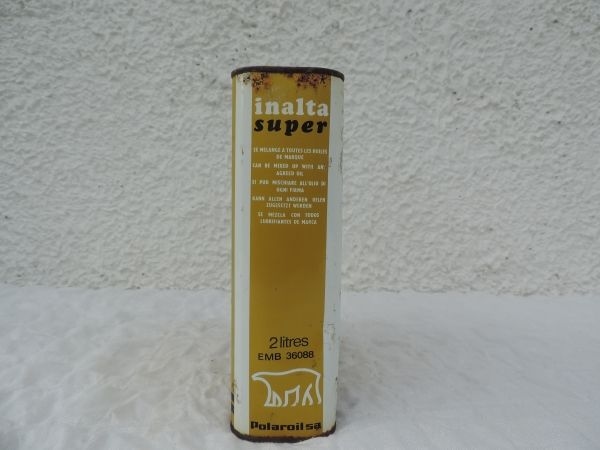 inalta
super
SE MELANGE A TOUTES LES HUILES
DE MARQUE
CAN BE MIXED UP WITH ANY
AGREED OIL
SI PUO MISCHIARE ALL'OLIO DI
OGNI FIRMA
KANN ALLEN ANDEREN OELEN
ZUGESETZT WERDEN
SE MEZCLA CON TODOS
LUBRIFIANTES DE MARCA
2 litres
EMB 36088
Polaroil sa